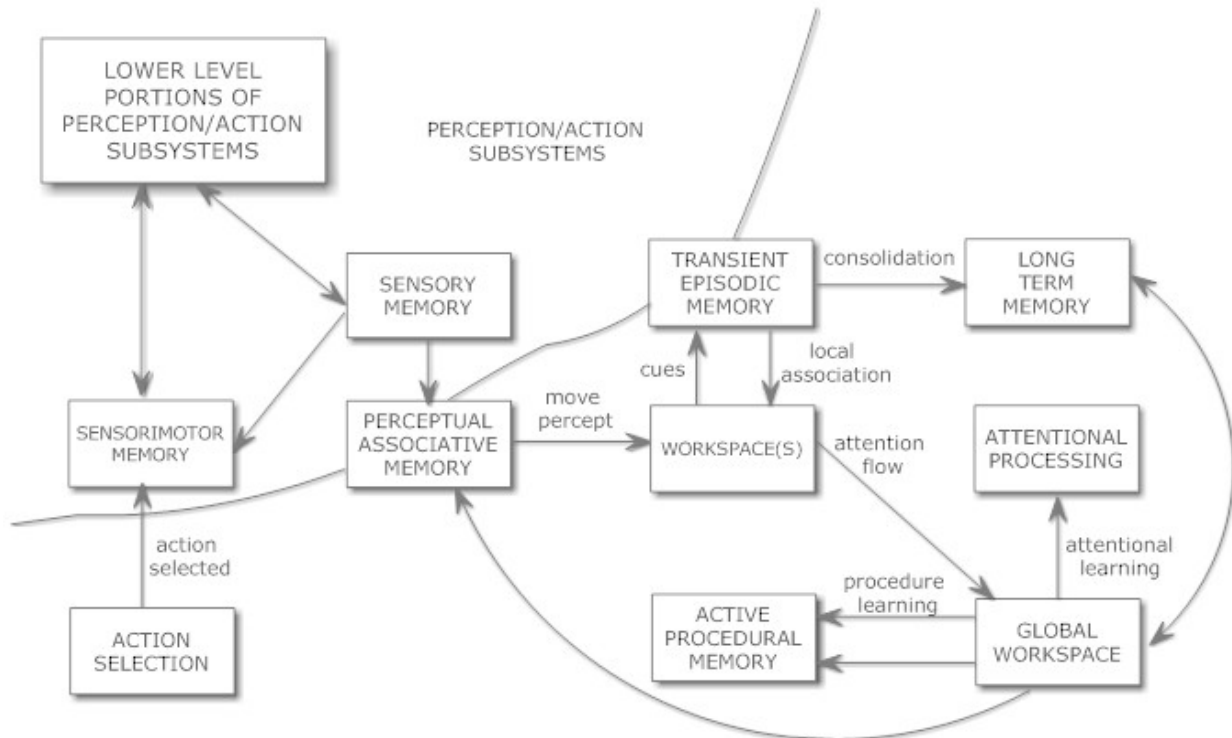 LOWER LEVEL
PORTIONS OF
PERCEPTION/ACTION
SUBSYSTEMS
PERCEPTION/ACTION
SUBSYSTEMS
SENSORY
MEMORY
TRANSIENT
EPISODIC
MEMORY
consolidation
LONG
TERM
MEMORY
cues
local
association
SENSORIMOTOR
MEMORY
PERCEPTUAL
ASSOCIATIVE
MEMORY
move
percept
WORKSPACE(S)
attention
flow
ATTENTIONAL
PROCESSING
action
selected
attentional
learning
procedure
learning
ACTION
SELECTION
ACTIVE
PROCEDURAL
MEMORY
GLOBAL
WORKSPACE